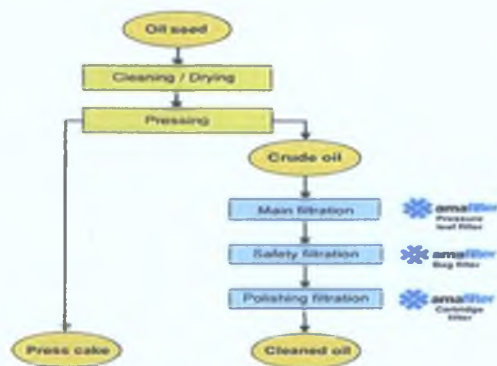 Oil seed
Cleaning / Drying
Pressing
Crude oil
Main filtration
amafilter
Pressure
leaf filter
Safety filtration
amafilter
Bag filter
Polishing filtration
amafilter
Cartridge
filter
Press cake
Cleaned oil